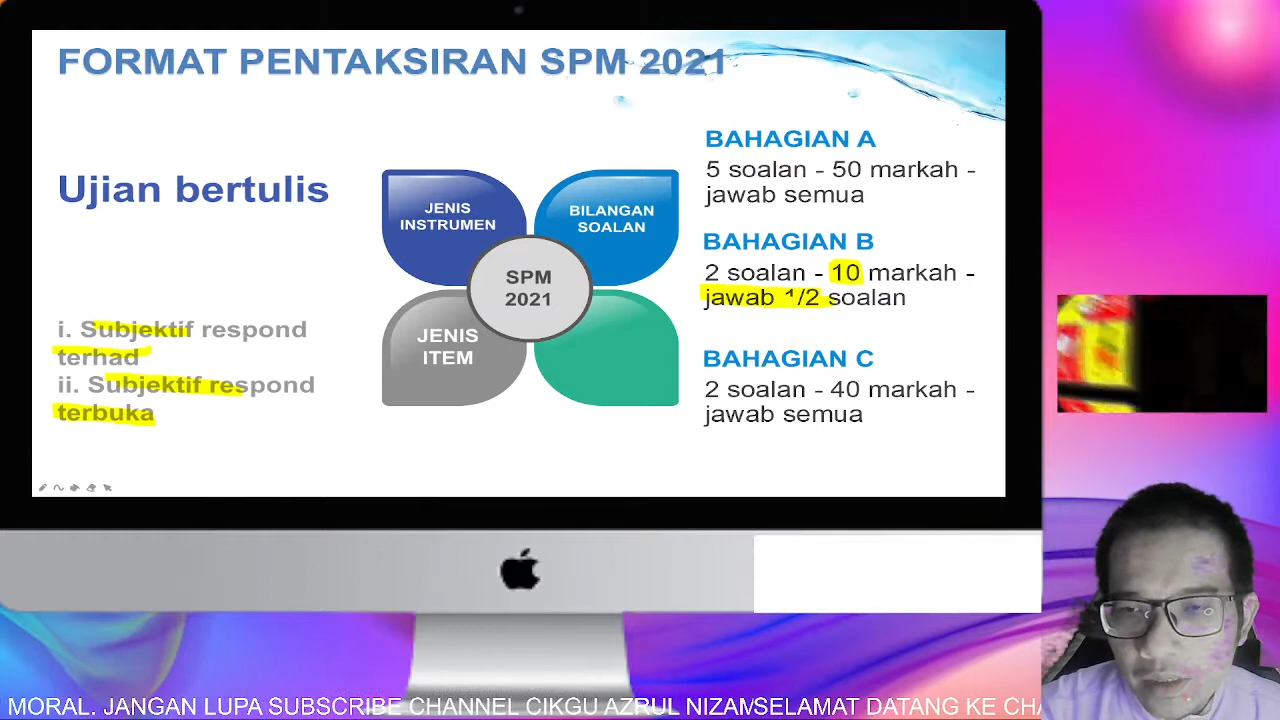 FORMAT PENTAKSIRAN SPM 2021
Ujian bertulis
i. Subjektif respond
terhad
ii. Subjektif respond
terbuka
JENIS
INSTRUMEN
BILANGAN
SOALAN
SPM
2021
JENIS
ITEM
BAHAGIAN A
5 soalan - 50 markah -
jawab semua
BAHAGIAN B
2 soalan - 10 markah -
jawab 1/2 soalan
BAHAGIAN C
2 soalan - 40 markah -
jawab semua
MORAL. JANGAN LUPA SUBSCRIBE CHANNEL CIKGU AZRUL NIZAMSELAMAT DATANG KE CHA